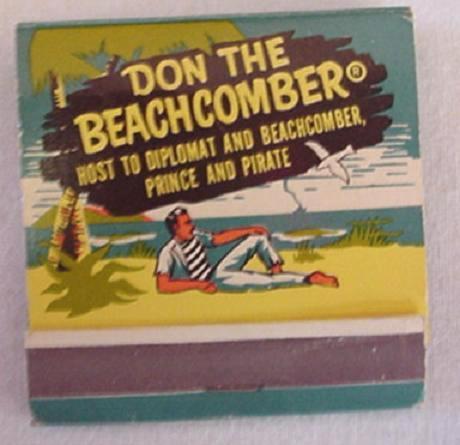 DON THE
BEACHCOMBER®
HOST TO DIPLOMAT AND BEACHCOMBER,
PRINCE AND PIRATE